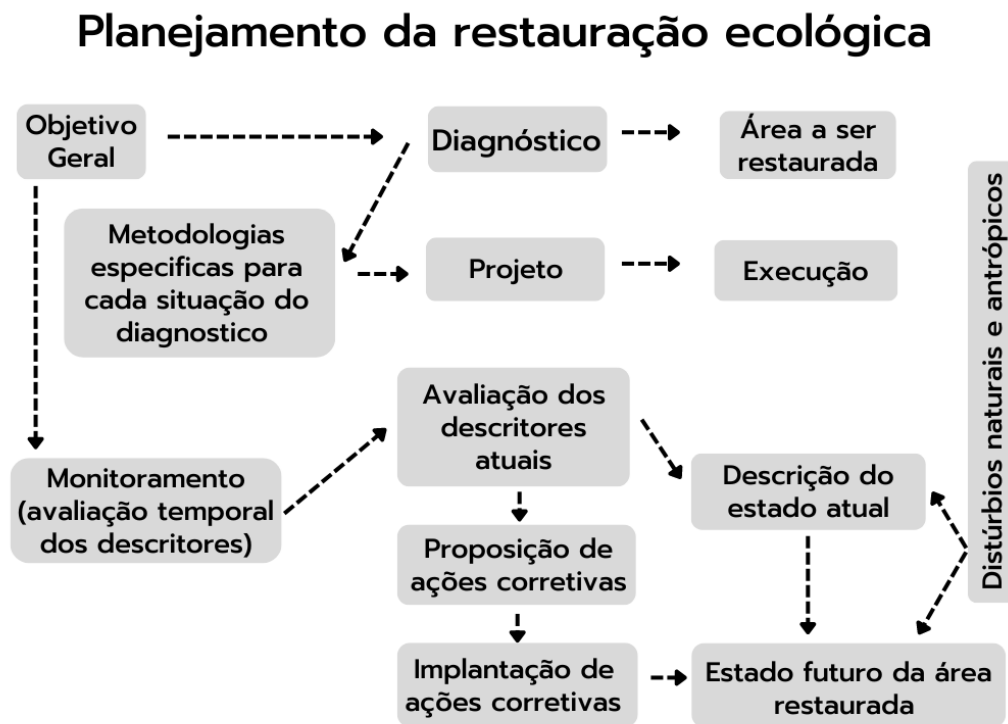 Planejamento da restauração ecológica
Objetivo
Geral
Diagnóstico
Área a ser
restaurada
Metodologias
especificas para
cada situação do
diagnostico
Projeto
Execução
Distúrbios naturais e antrópicos
Avaliação dos
descritores
atuais
Monitoramento
(avaliação temporal
dos descritores)
Descrição do
estado atual
Proposição de
ações corretivas
Implantação de
ações corretivas
Estado futuro da área
restaurada